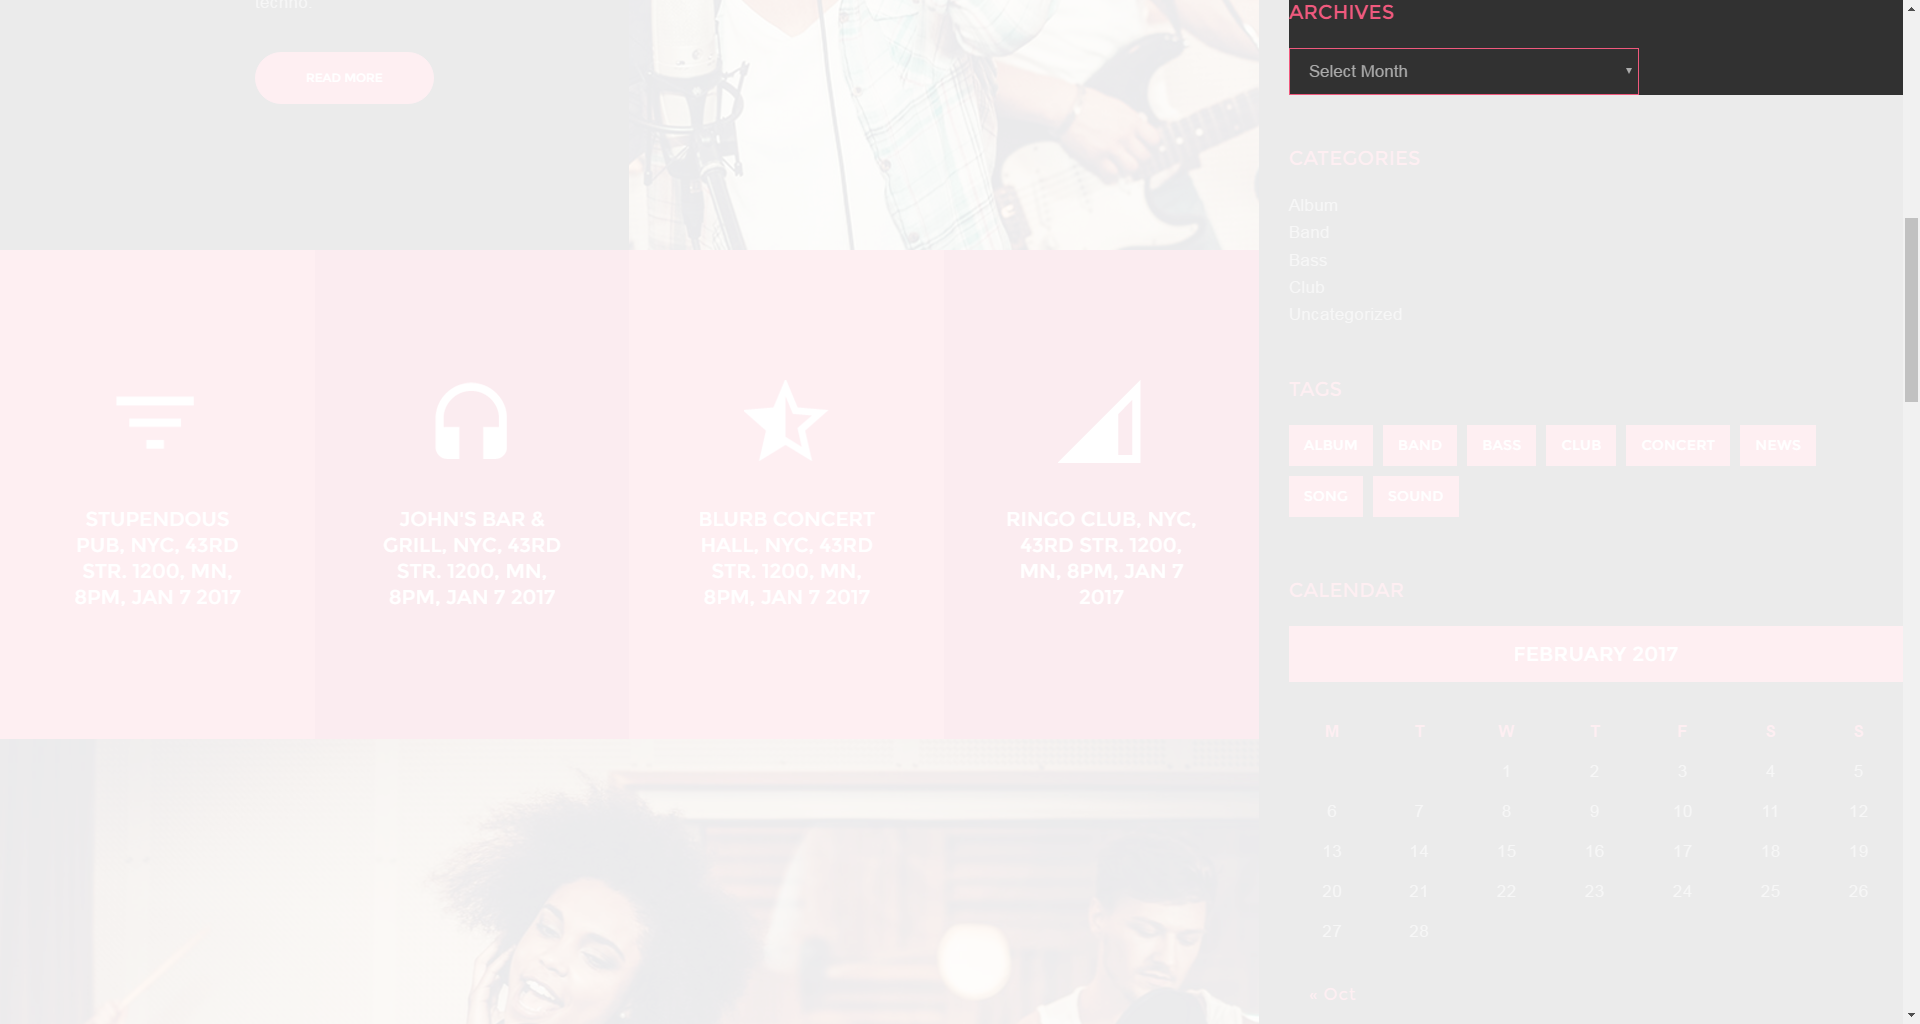 techno.
READ MORE
STUPENDOUS
PUB, NYC, 43RD
STR. 1200, MN,
8PM, JAN 7 2017
JOHN'S BAR &
GRILL, NYC, 43RD
STR. 1200, MN,
8PM, JAN 7 2017
BLURB CONCERT
HALL, NYC, 43RD
STR. 1200, MN,
8PM, JAN 7 2017
RINGO CLUB, NYC,
43RD STR. 1200,
MN, 8PM, JAN 7
2017
ARCHIVES
Select Month
CATEGORIES
Album
Band
Bass
Club
Uncategorized
TAGS
ALBUM BAND BASS CLUB CONCERT NEWS
SONG SOUND
CALENDAR
FEBRUARY 2017
M T W T F S S
1 2 3 4 5
6 7 8 9 10 11 12
13 14 15 16 17 18 19
20 21 22 23 24 25 26
27 28
« Oct